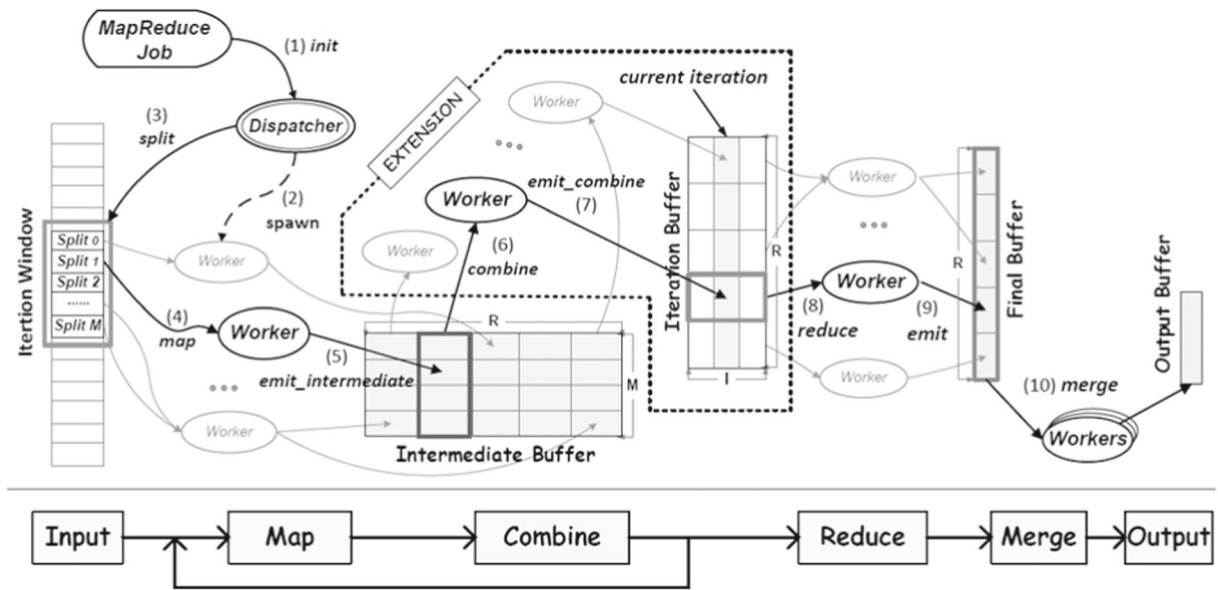 MapReduce
Job
(1) init
Dispatcher
(3)
split
(2)
spawn
EXTENSION
current iteration
Worker
Worker
emit_combine
(7)
(6)
combine
Worker
Itertion Window
Split 0
Split 1
Split 2
......
Split M
Worker
(4)
map
Worker
(5)
emit_intermediate
Worker
R
M
Intermediate Buffer
Iteration Buffer
R
I
Worker
(8)
reduce
Worker
(9)
emit
Worker
R
Final Buffer
(10) merge
Workers
Output Buffer
Input
Map
Combine
Reduce
Merge
Output